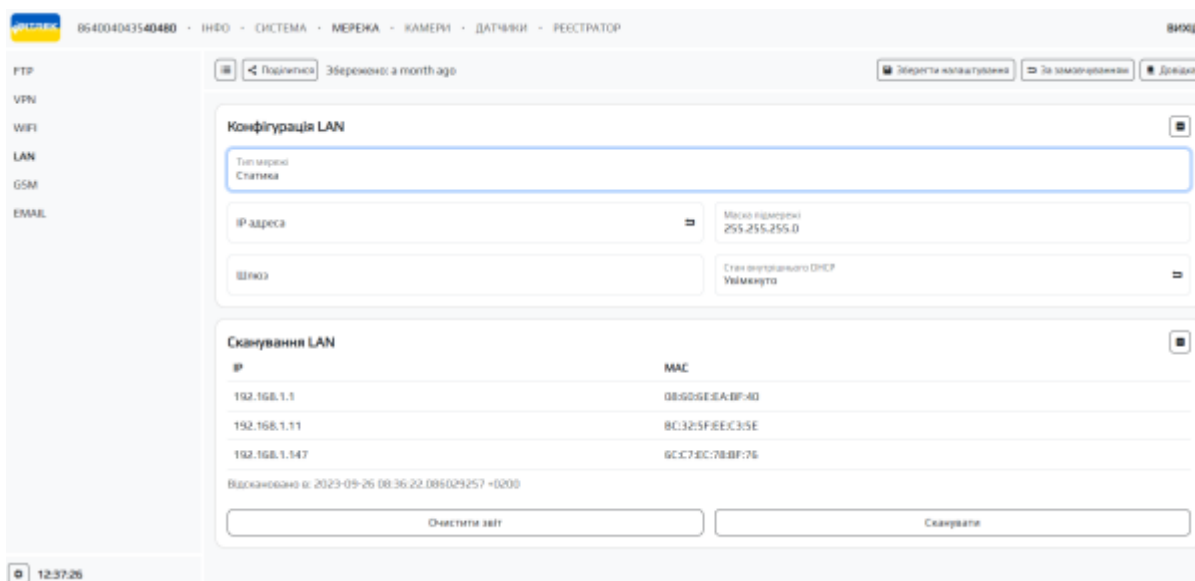 BITREK 864004043540480 • ІНФО • СИСТЕМА • МЕРЕЖА • КАМЕРИ • ДАТЧИКИ • РЕЄСТРАТОР
FTP
VPN
WIFI
LAN
GSM
EMAIL
Поділитися Збережено: a month ago Зберегти налаштування За замовчуванням
Конфігурація LAN
Тип мережі
Статика
IP адреса
Маска підмережі
255.255.255.0
Шлюз
Стан внутрішнього DHCP
Увімкнуто
Сканування LAN
IP MAC
192.168.1.1 08:60:6E:EA:BF:40
192.168.1.11 BC:32:5F:EE:C3:5E
192.168.1.147 6C:C7:EC:78:BF:76
Відскановано в: 2023-09-26 08:36:22.086029257 +0200
Очистити звіт Сканувати
12:37:26